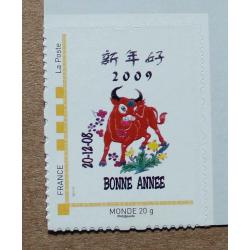 新年好
2009
20-12-08
BONNE ANNEE
La Poste
FRANCE
MONDE 20 g